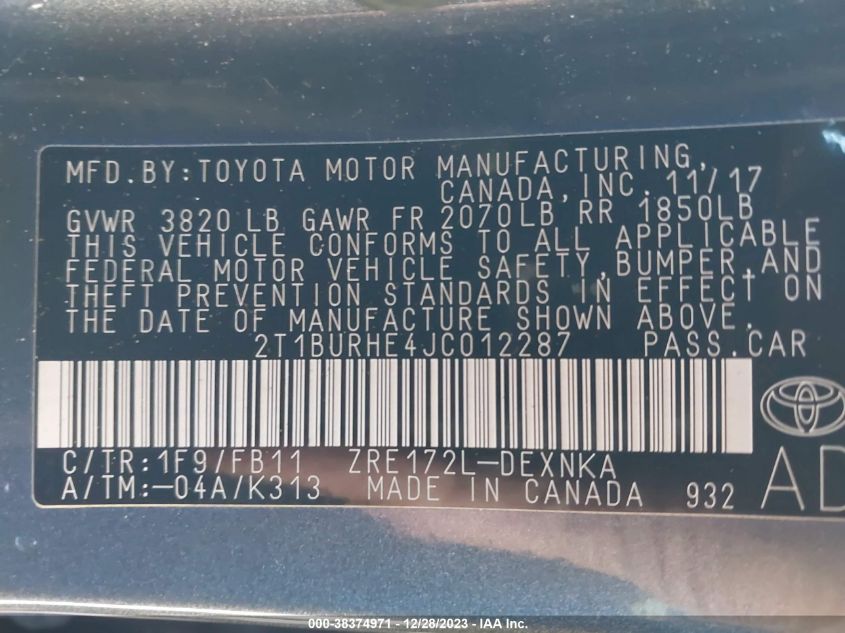 MFD.BY:TOYOTA MOTOR MANUFACTURING,
CANADA,INC. 11/17
GVWR 3820 LB GAWR FR 2070LB RR 1850LB
THIS VEHICLE CONFORMS TO ALL APPLICABLE
FEDERAL MOTOR VEHICLE SAFETY,BUMPER,AND
THEFT PREVENTION STANDARDS IN EFFECT ON
THE DATE OF MANUFACTURE SHOWN ABOVE.
2T1BURHE4JC012287 PASS.CAR
C/TR:1F9/FB11 ZRE172L-DEXNKA
A/TM:-04A/K313 MADE IN CANADA 932 AD
000-38374971 - 12/28/2023 - IAA Inc.